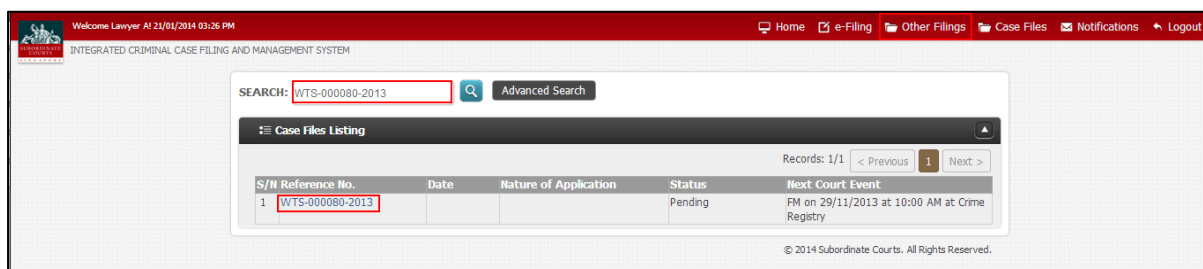 Welcome Lawyer A! 21/01/2014 03:26 PM
Home e-Filing Other Filings Case Files Notifications Logout
SUBORDINATE
COURTS
SINGAPORE
INTEGRATED CRIMINAL CASE FILING AND MANAGEMENT SYSTEM
SEARCH: WTS-000080-2013 Advanced Search
Case Files Listing
Records: 1/1 < Previous 1 Next >
S/N Reference No. Date Nature of Application Status Next Court Event
1 WTS-000080-2013 Pending FM on 29/11/2013 at 10:00 AM at Crime
Registry
© 2014 Subordinate Courts. All Rights Reserved.